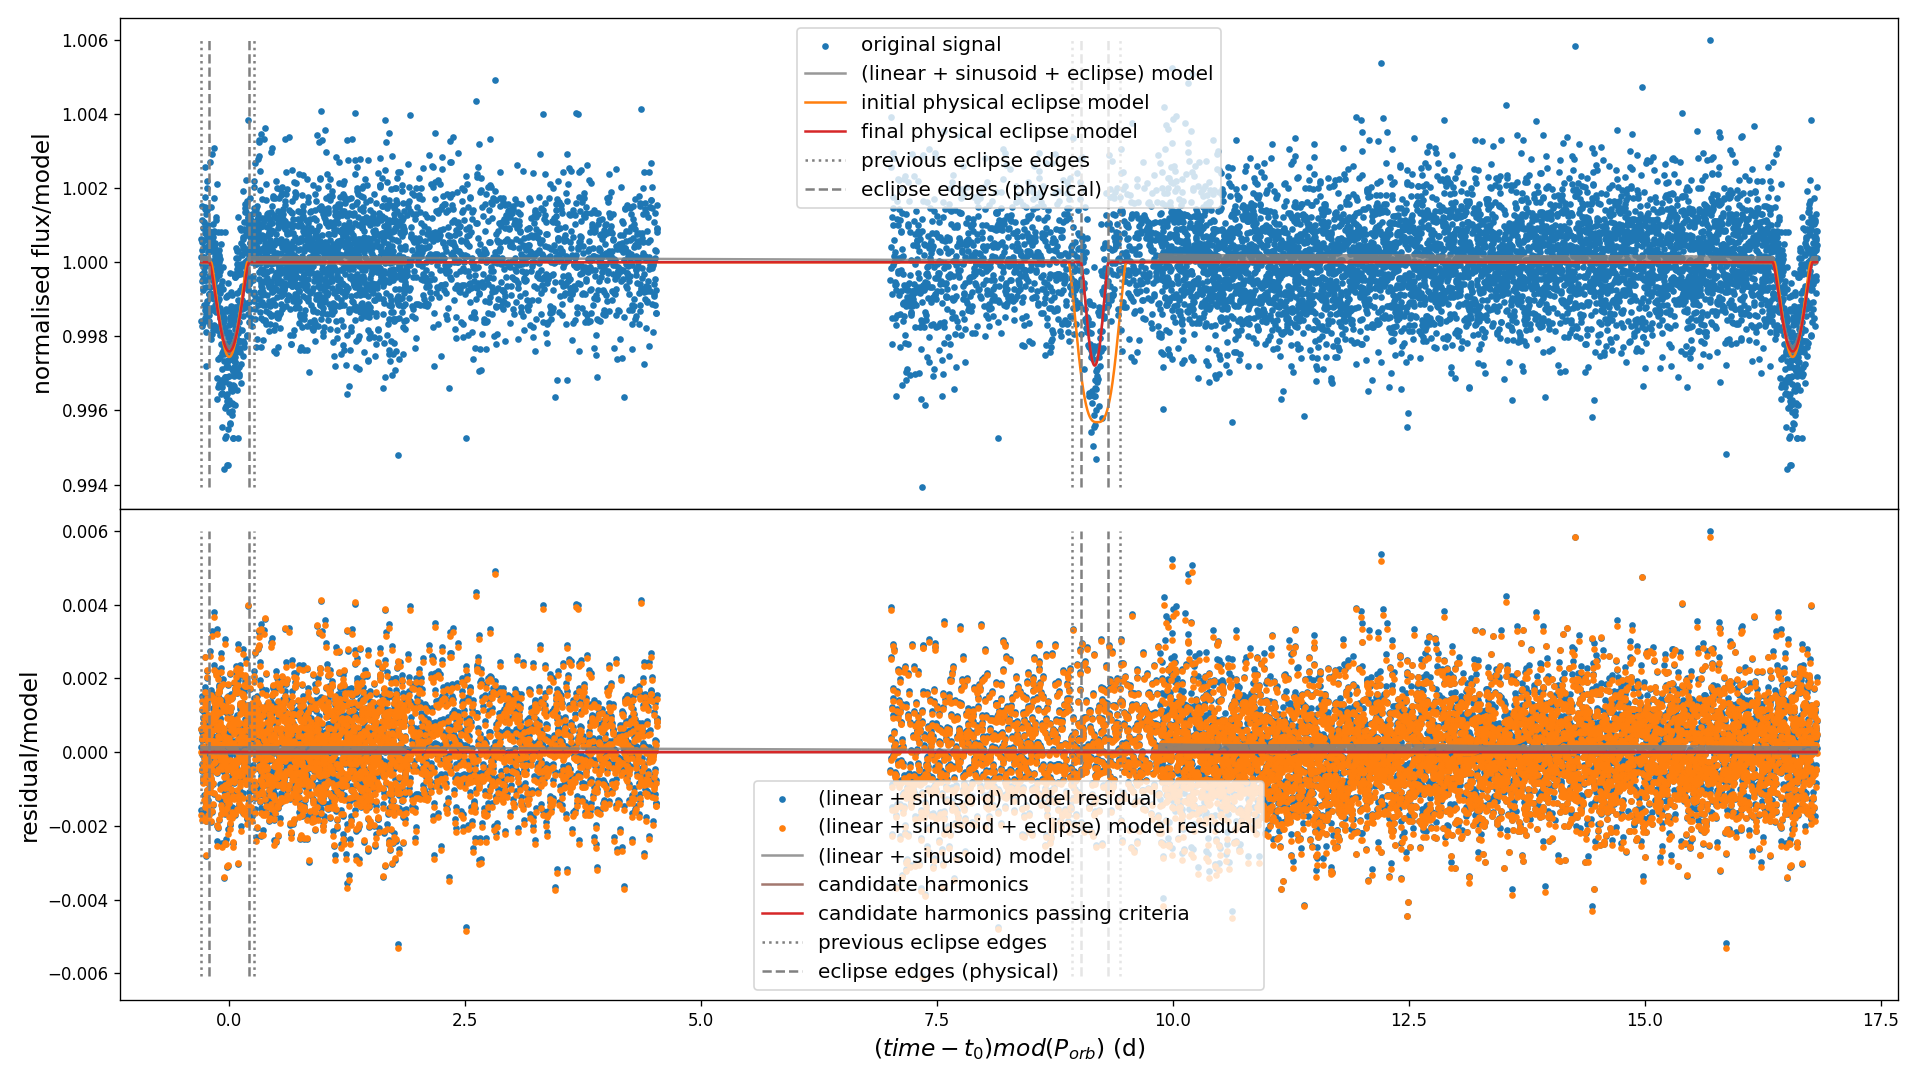 1.006
1.004
1.002
1.000
0.998
0.996
0.994
normalised flux/model
original signal
(linear + sinusoid + eclipse) model
initial physical eclipse model
final physical eclipse model
previous eclipse edges
eclipse edges (physical)
0.006
0.004
0.002
0.000
−0.002
−0.004
−0.006
residual/model
(linear + sinusoid) model residual
(linear + sinusoid + eclipse) model residual
(linear + sinusoid) model
candidate harmonics
candidate harmonics passing criteria
previous eclipse edges
eclipse edges (physical)
0.0 2.5 5.0 7.5 10.0 12.5 15.0 17.5
(time − t₀)mod(P_orb) (d)